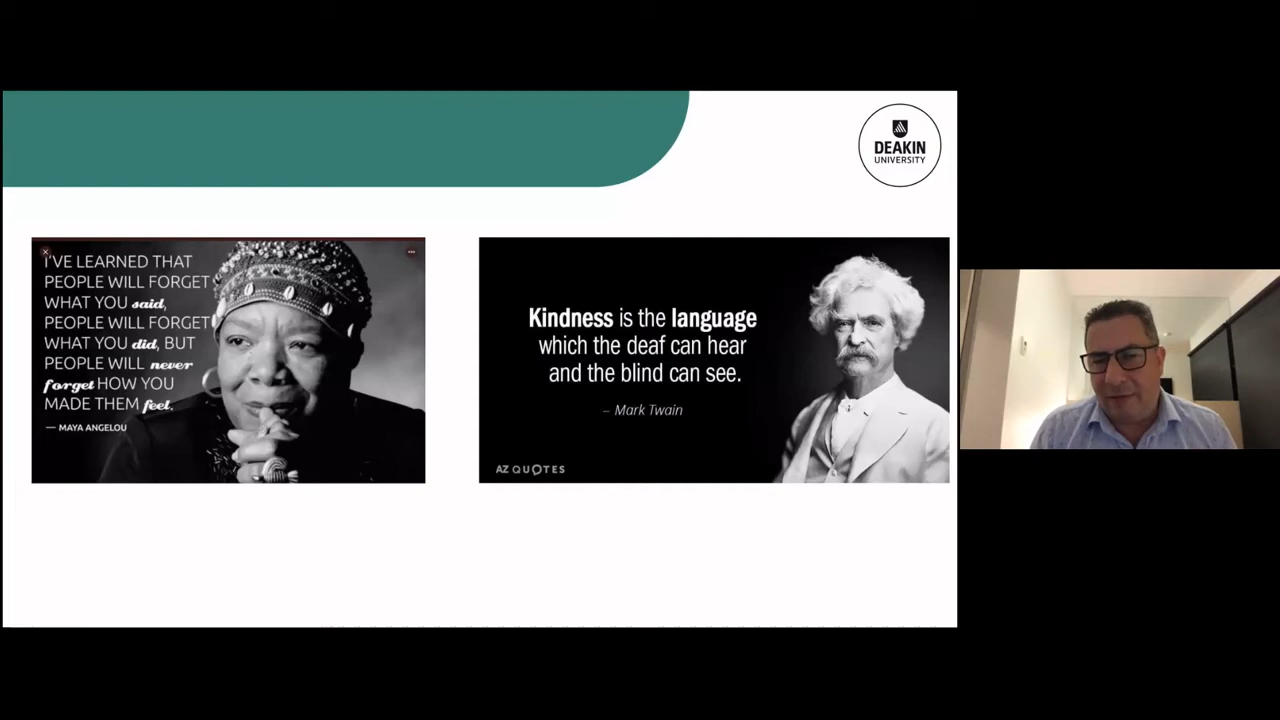 DEAKIN
UNIVERSITY
I'VE LEARNED THAT
PEOPLE WILL FORGET
WHAT YOU said,
PEOPLE WILL FORGET
WHAT YOU did, BUT
PEOPLE WILL never
forget HOW YOU
MADE THEM feel.
— MAYA ANGELOU
Kindness is the language
which the deaf can hear
and the blind can see.
– Mark Twain
AZ QUOTES